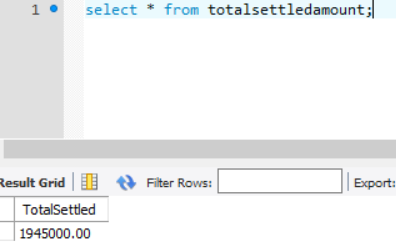 1 select * from totalsettledamount;
Result Grid Filter Rows: Export:
TotalSettled
1945000.00